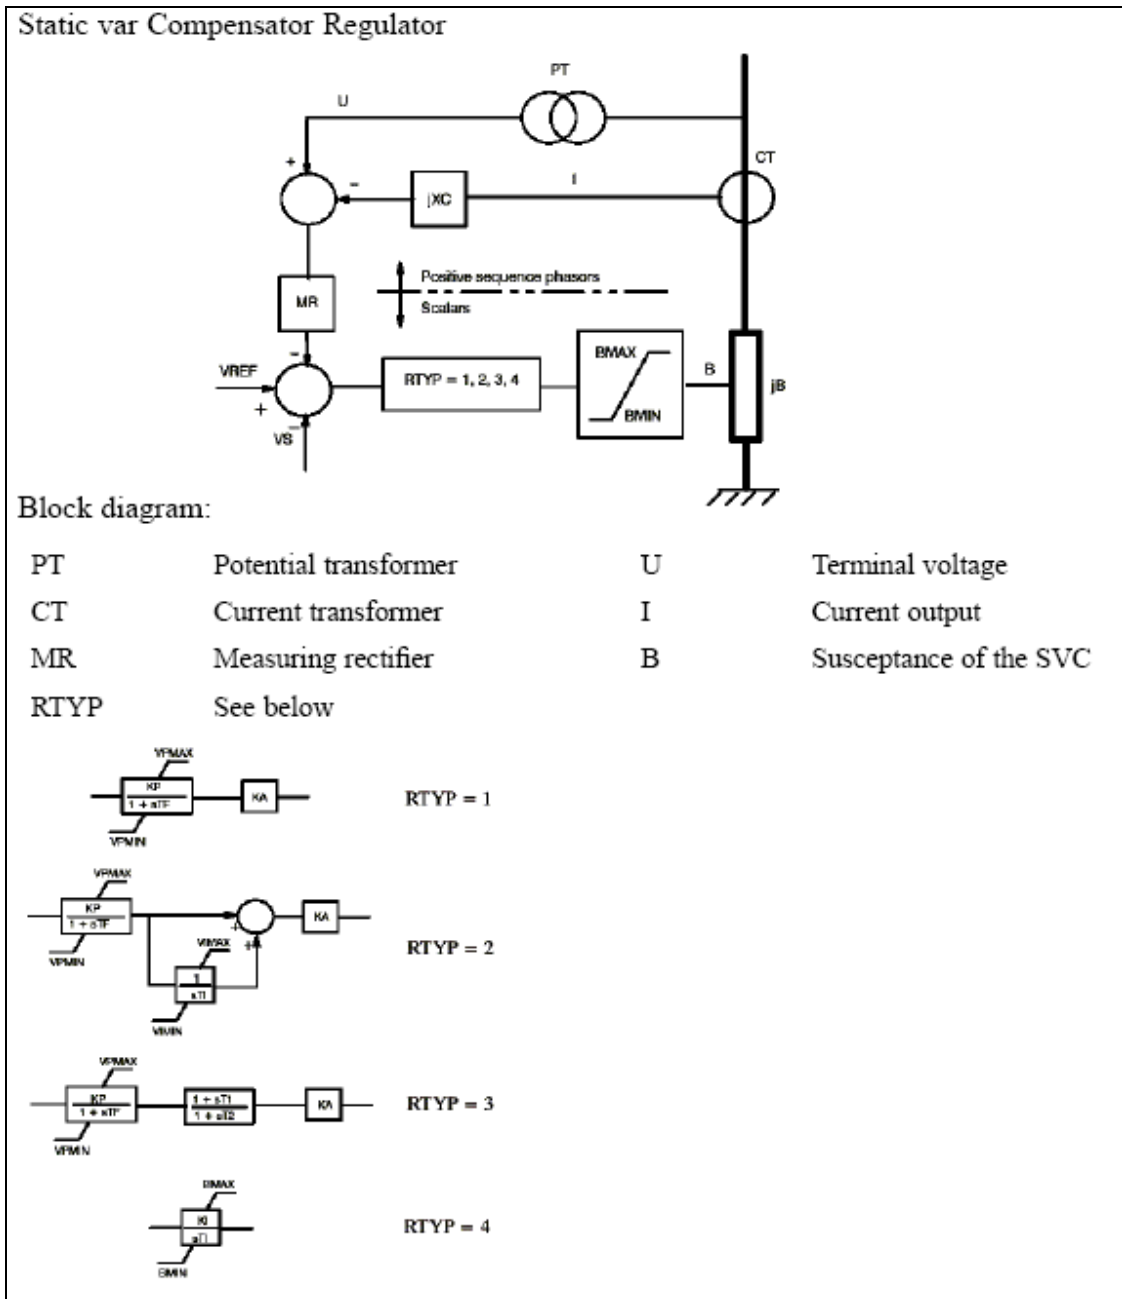 Static var Compensator Regulator
PT
U
CT
+
-
jXC
I
Positive sequence phasors
Scalars
MR
-
VREF
+
-
VS
RTYP = 1, 2, 3, 4
BMAX
BMIN
B
jB
Block diagram:
PT Potential transformer U Terminal voltage
CT Current transformer I Current output
MR Measuring rectifier B Susceptance of the SVC
RTYP See below
VPMAX
KP
1 + sTF
KA
RTYP = 1
VPMIN
VPMAX
KP
1 + sTF
VPMIN
+
+
KA
VIMAX
1
sTI
VIMIN
RTYP = 2
VPMAX
KP
1 + sTF
1 + sT1
1 + sT2
KA
RTYP = 3
VPMIN
BMAX
KI
sTI
RTYP = 4
BMIN